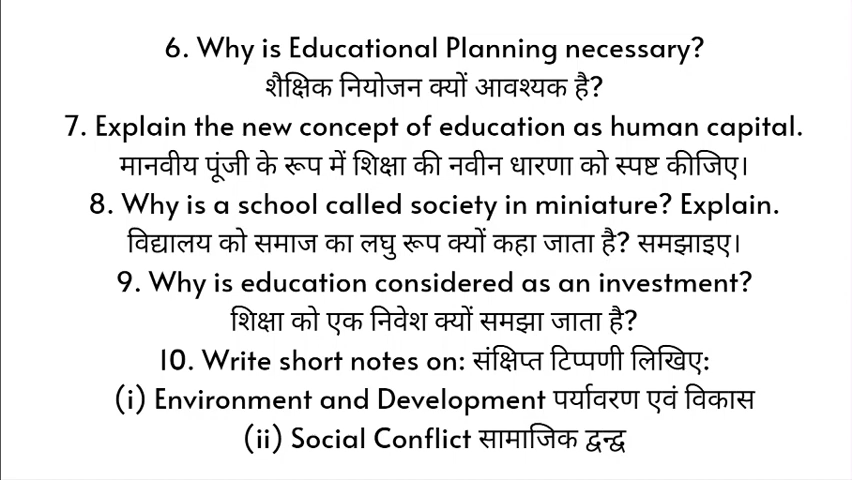 6. Why is Educational Planning necessary?
शैक्षिक नियोजन क्यों आवश्यक है?
7. Explain the new concept of education as human capital.
मानवीय पूंजी के रूप में शिक्षा की नवीन धारणा को स्पष्ट कीजिए।
8. Why is a school called society in miniature? Explain.
विद्यालय को समाज का लघु रूप क्यों कहा जाता है? समझाइए।
9. Why is education considered as an investment?
शिक्षा को एक निवेश क्यों समझा जाता है?
10. Write short notes on: संक्षिप्त टिप्पणी लिखिए:
(i) Environment and Development पर्यावरण एवं विकास
(ii) Social Conflict सामाजिक द्वन्द्व